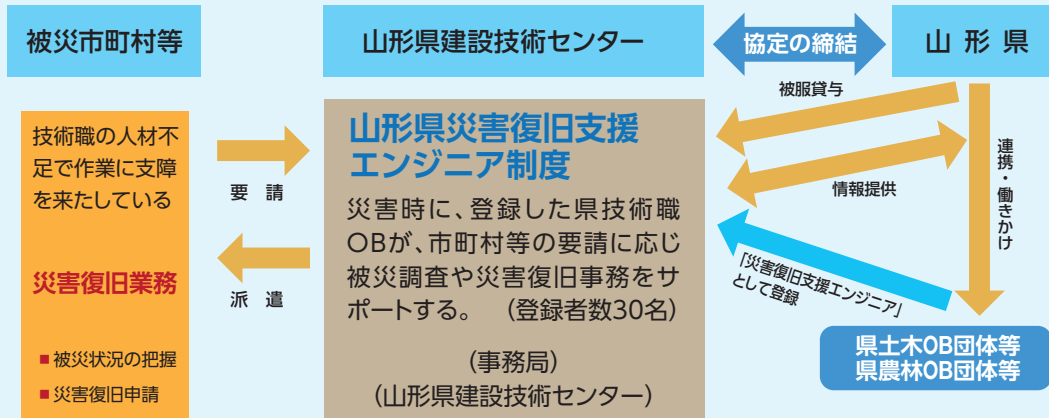 被災市町村等
山形県建設技術センター
協定の締結
山形県
技術職の人材不
足で作業に支障
を来たしている
災害復旧業務
■被災状況の把握
■災害復旧申請
要請
派遣
山形県災害復旧支援
エンジニア制度
災害時に、登録した県技術職
OBが、市町村等の要請に応じ
被災調査や災害復旧事務をサ
ポートする。 (登録者数30名)
(事務局)
(山形県建設技術センター)
被服貸与
情報提供
連携・働きかけ
「災害復旧支援エンジニア」
として登録
県土木OB団体等
県農林OB団体等